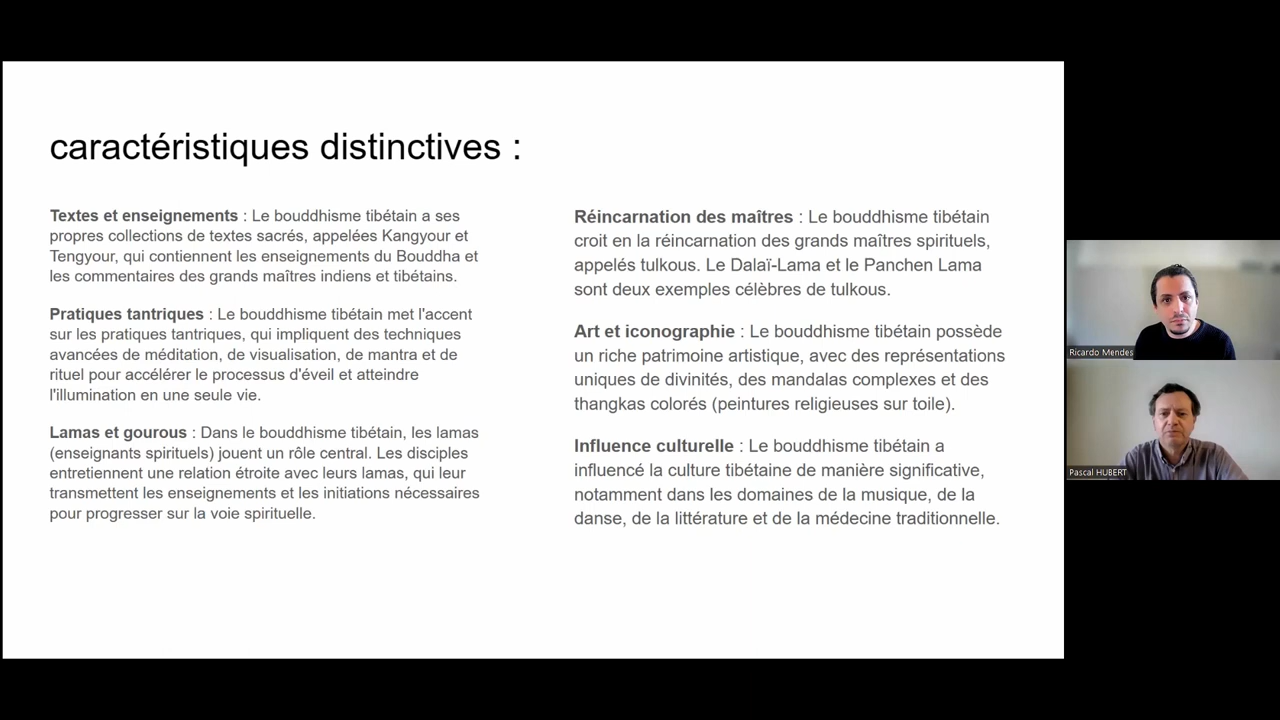 caractéristiques distinctives :
Textes et enseignements : Le bouddhisme tibétain a ses
propres collections de textes sacrés, appelées Kangyour et
Tengyour, qui contiennent les enseignements du Bouddha et
les commentaires des grands maîtres indiens et tibétains.
Pratiques tantriques : Le bouddhisme tibétain met l'accent
sur les pratiques tantriques, qui impliquent des techniques
avancées de méditation, de visualisation, de mantra et de
rituel pour accélérer le processus d'éveil et atteindre
l'illumination en une seule vie.
Lamas et gourous : Dans le bouddhisme tibétain, les lamas
(enseignants spirituels) jouent un rôle central. Les disciples
entretiennent une relation étroite avec leurs lamas, qui leur
transmettent les enseignements et les initiations nécessaires
pour progresser sur la voie spirituelle.
Réincarnation des maîtres : Le bouddhisme tibétain
croit en la réincarnation des grands maîtres spirituels,
appelés tulkous. Le Dalaï-Lama et le Panchen Lama
sont deux exemples célèbres de tulkous.
Art et iconographie : Le bouddhisme tibétain possède
un riche patrimoine artistique, avec des représentations
uniques de divinités, des mandalas complexes et des
thangkas colorés (peintures religieuses sur toile).
Influence culturelle : Le bouddhisme tibétain a
influencé la culture tibétaine de manière significative,
notamment dans les domaines de la musique, de la
danse, de la littérature et de la médecine traditionnelle.
Ricardo Mendes
Pascal HUBERT